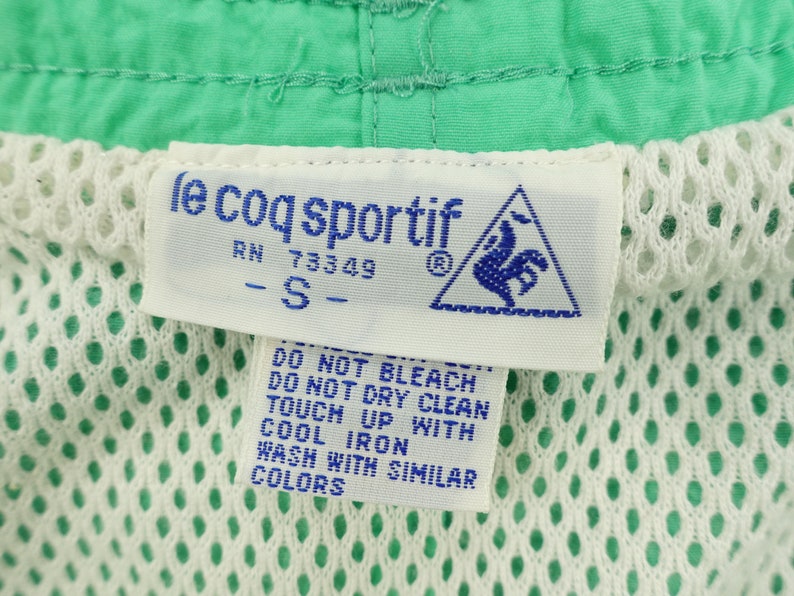 le coq sportif
®
RN 73349
- S -
DO NOT BLEACH
DO NOT DRY CLEAN
TOUCH UP WITH
COOL IRON
WASH WITH SIMILAR
COLORS